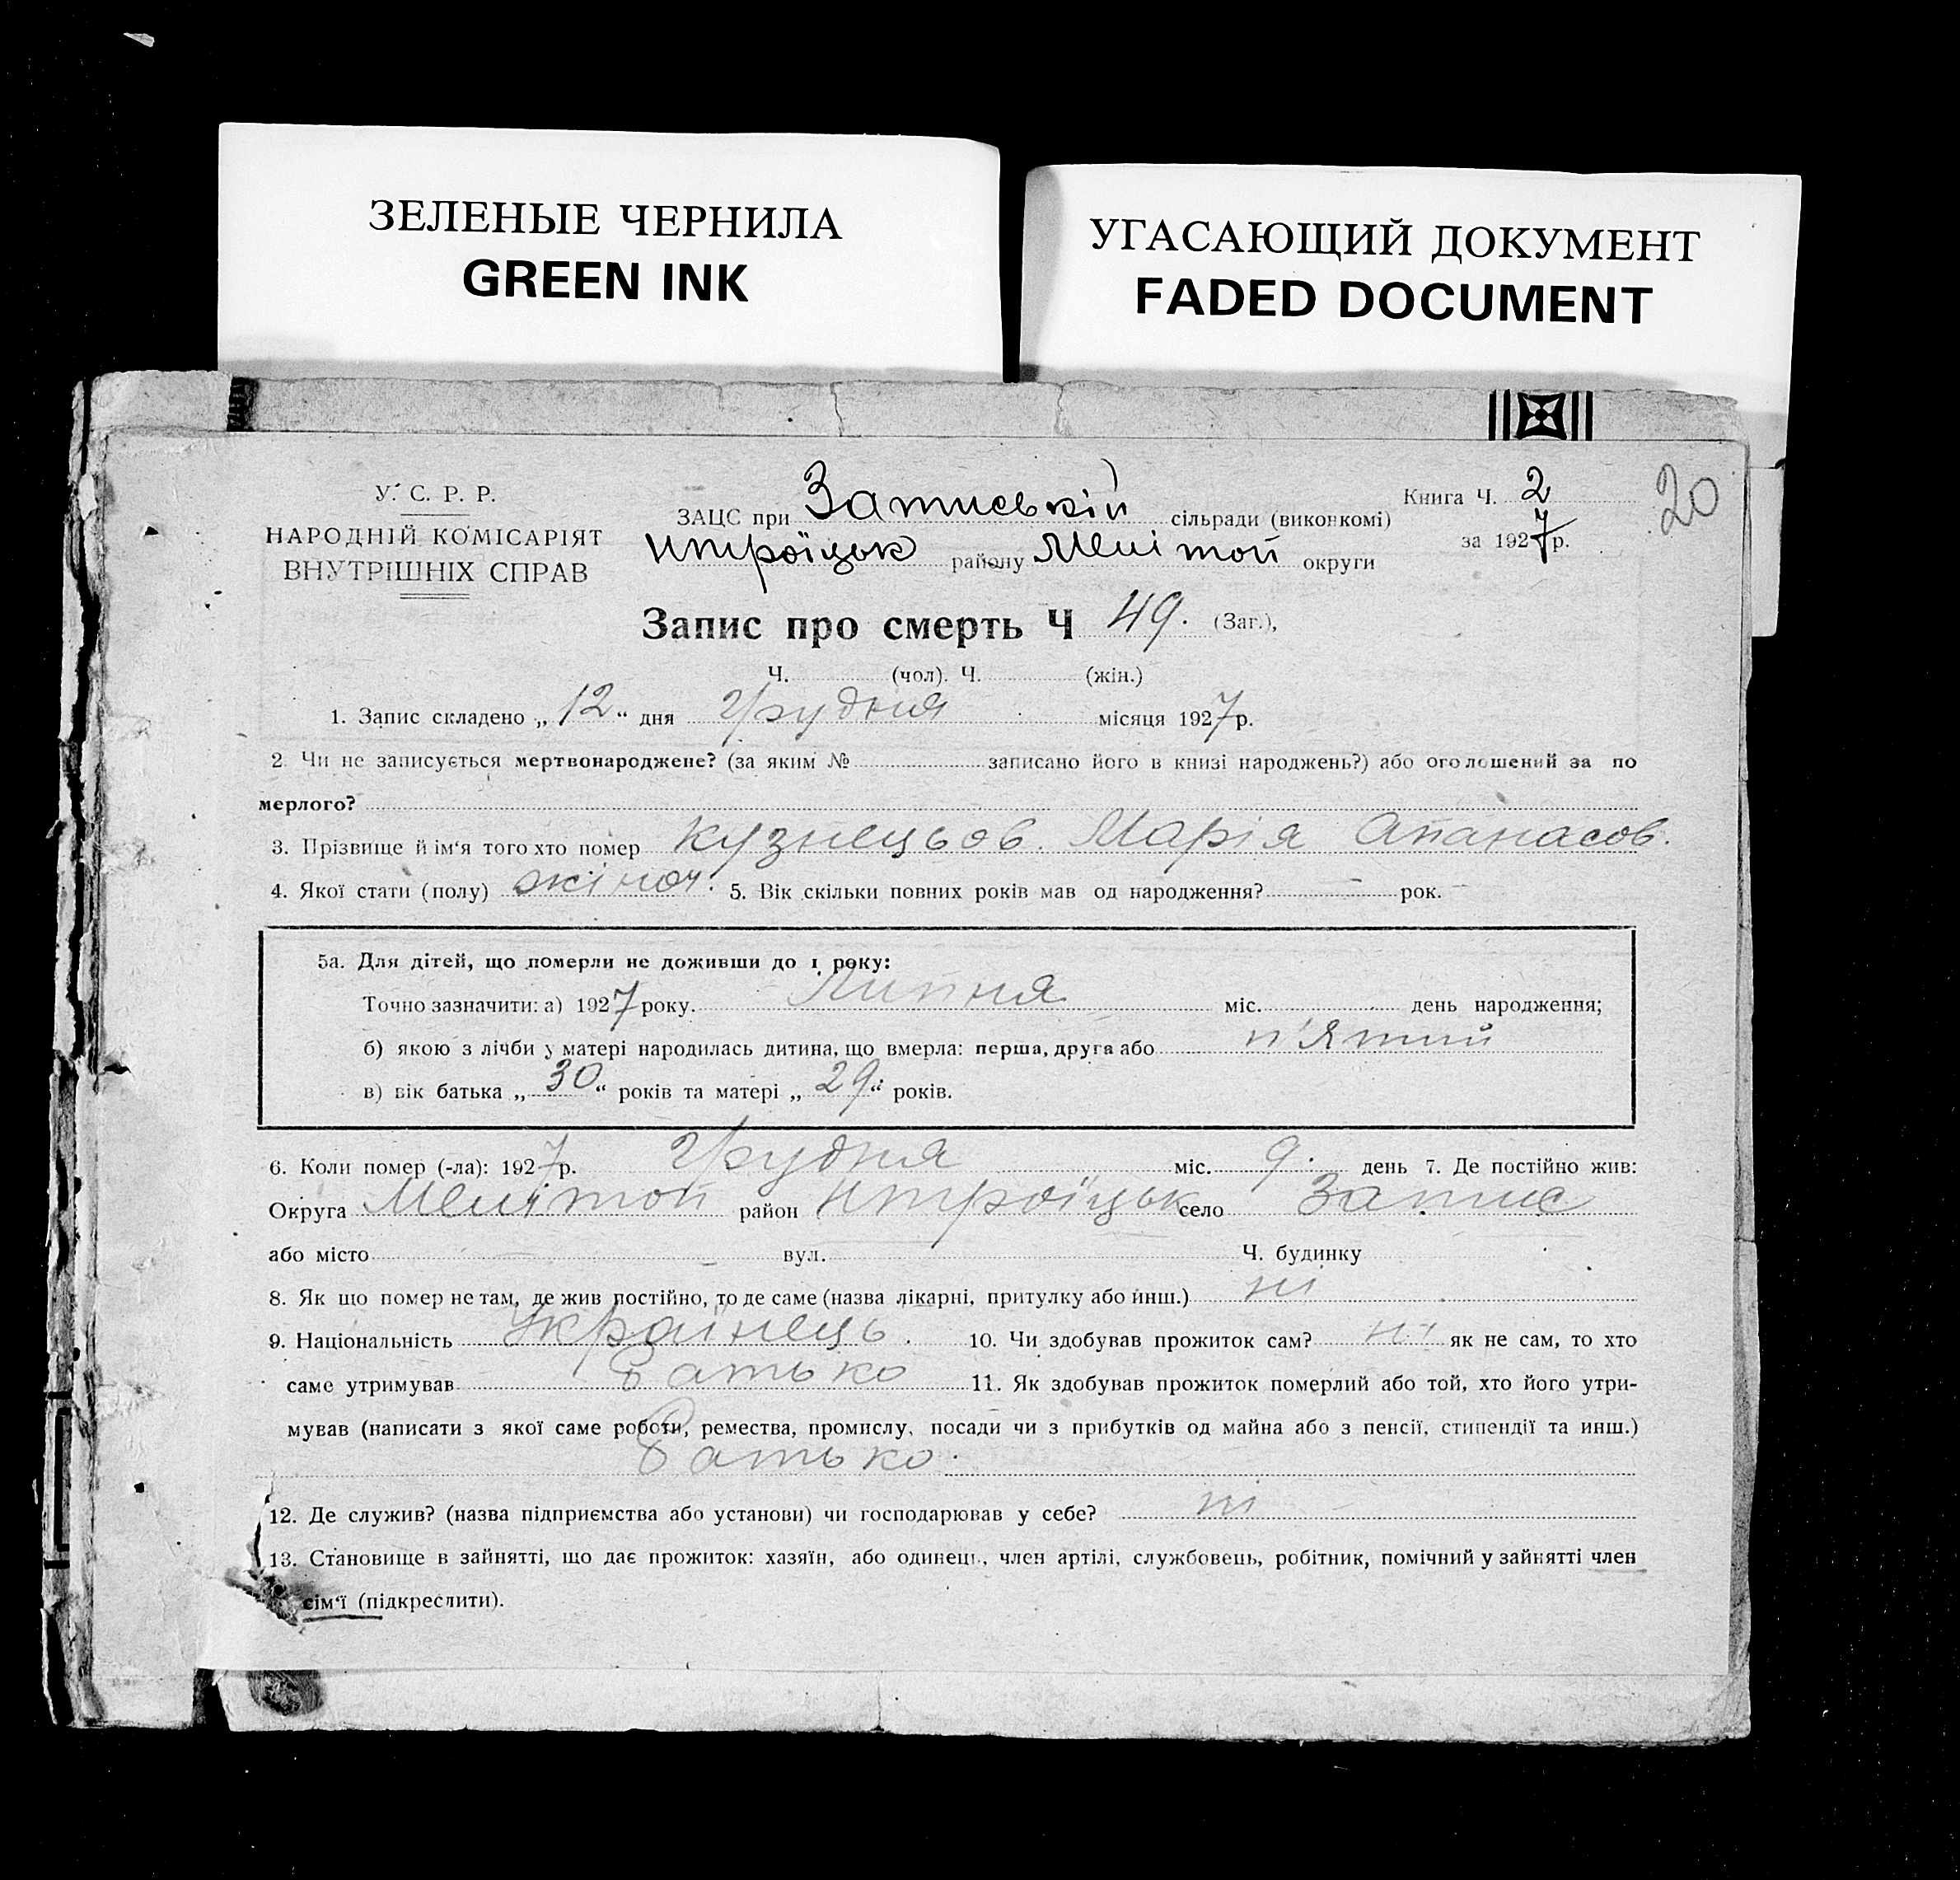 ЗЕЛЕНЫЕ ЧЕРНИЛА
GREEN INK
УГАСАЮЩИЙ ДОКУМЕНТ
FADED DOCUMENT
У. С. Р. Р.
НАРОДНІЙ КОМІСАРІЯТ
ВНУТРІШНІХ СПРАВ
ЗАЦС при Затиській сільради (виконкомі)
Нтроїцьк району Мелітой округи
Книга Ч. 2
за 1927 р.
20
Запис про смерть Ч 49. (Заг.),
Ч. (чол). Ч. (жін.)
1. Запис складено „ 12 “ дня Грудня місяця 1927 р.
2. Чи не записується мертвонароджене? (за яким № записано його в книзі народжень?) або оголошений за по
мерлого?
3. Прізвище й ім‘я того хто помер Кузнецьов. Марія Апанасов.
4. Якої стати (полу) жіноч. 5. Вік скільки повних років мав од народження? — рок.
5а. Для дітей, що померли не доживши до 1 року:
Точно зазначити: а) 1927 року. Липня міс. день народження;
б) якою з лічби у матері народилась дитина, що вмерла: перша, друга або п'ятий
в) вік батька „ 30 “ років та матері „ 29 “ років.
6. Коли помер (-ла): 1927 р. Грудня міс. 9. день 7. Де постійно жив:
Округа Мелітой район Нтроїцьк село Затис
або місто вул. Ч. будинку
8. Як що помер не там, де жив постійно, то де саме (назва лікарні, притулку або инш.) ні
9. Національність Українець. 10. Чи здобував прожиток сам? ні як не сам, то хто
саме утримував Батько 11. Як здобував прожиток померлий або той, хто його утри-
мував (написати з якої саме роботи, ремества, промислу, посади чи з прибутків од майна або з пенсії, стипендії та инш.)
Батько.
12. Де служив? (назва підприємства або установи) чи господарював у себе? ні
13. Становище в зайнятті, що дає прожиток: хазяїн, або одинець, член артілі, службовець, робітник, помічний у зайнятті член
сім‘ї (підкреслити).